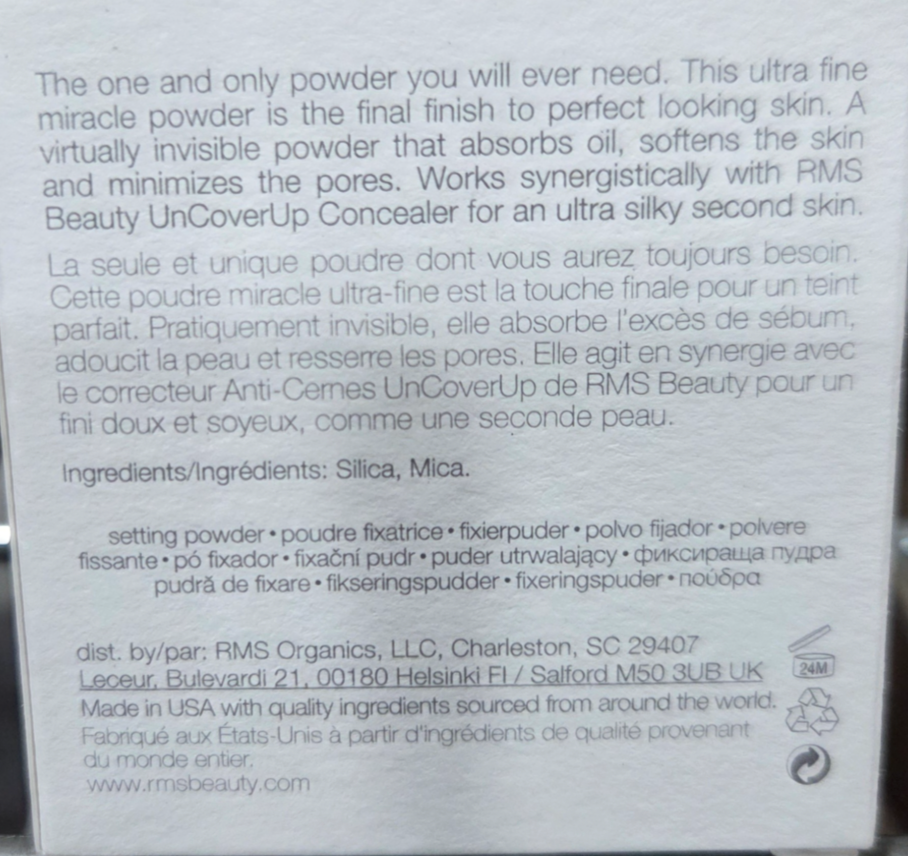 The one and only powder you will ever need. This ultra fine
miracle powder is the final finish to perfect looking skin. A
virtually invisible powder that absorbs oil, softens the skin
and minimizes the pores. Works synergistically with RMS
Beauty UnCoverUp Concealer for an ultra silky second skin.
La seule et unique poudre dont vous aurez toujours besoin.
Cette poudre miracle ultra-fine est la touche finale pour un teint
parfait. Pratiquement invisible, elle absorbe l'excès de sébum,
adoucit la peau et resserre les pores. Elle agit en synergie avec
le correcteur Anti-Cernes UnCoverUp de RMS Beauty pour un
fini doux et soyeux, comme une seconde peau.
Ingredients/Ingrédients: Silica, Mica.
setting powder • poudre fixatrice • fixierpuder • polvo fijador • polvere
fissante • pó fixador • fixační pudr • puder utrwalający • фиксираща пудра
pudră de fixare • fikseringspudder • fixeringspuder • πούδρα
dist. by/par: RMS Organics, LLC, Charleston, SC 29407
Leceur, Bulevardi 21, 00180 Helsinki FI / Salford M50 3UB UK
Made in USA with quality ingredients sourced from around the world.
Fabriqué aux États-Unis à partir d'ingrédients de qualité provenant
du monde entier.
www.rmsbeauty.com
24M